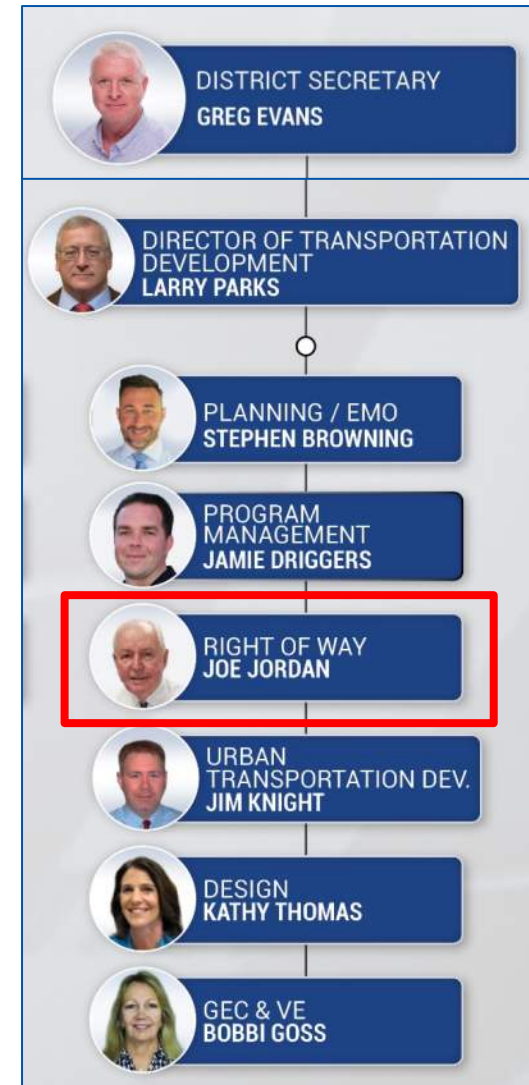 DISTRICT SECRETARY
GREG EVANS
DIRECTOR OF TRANSPORTATION
DEVELOPMENT
LARRY PARKS
PLANNING / EMO
STEPHEN BROWNING
PROGRAM
MANAGEMENT
JAMIE DRIGGERS
RIGHT OF WAY
JOE JORDAN
URBAN
TRANSPORTATION DEV.
JIM KNIGHT
DESIGN
KATHY THOMAS
GEC & VE
BOBBI GOSS